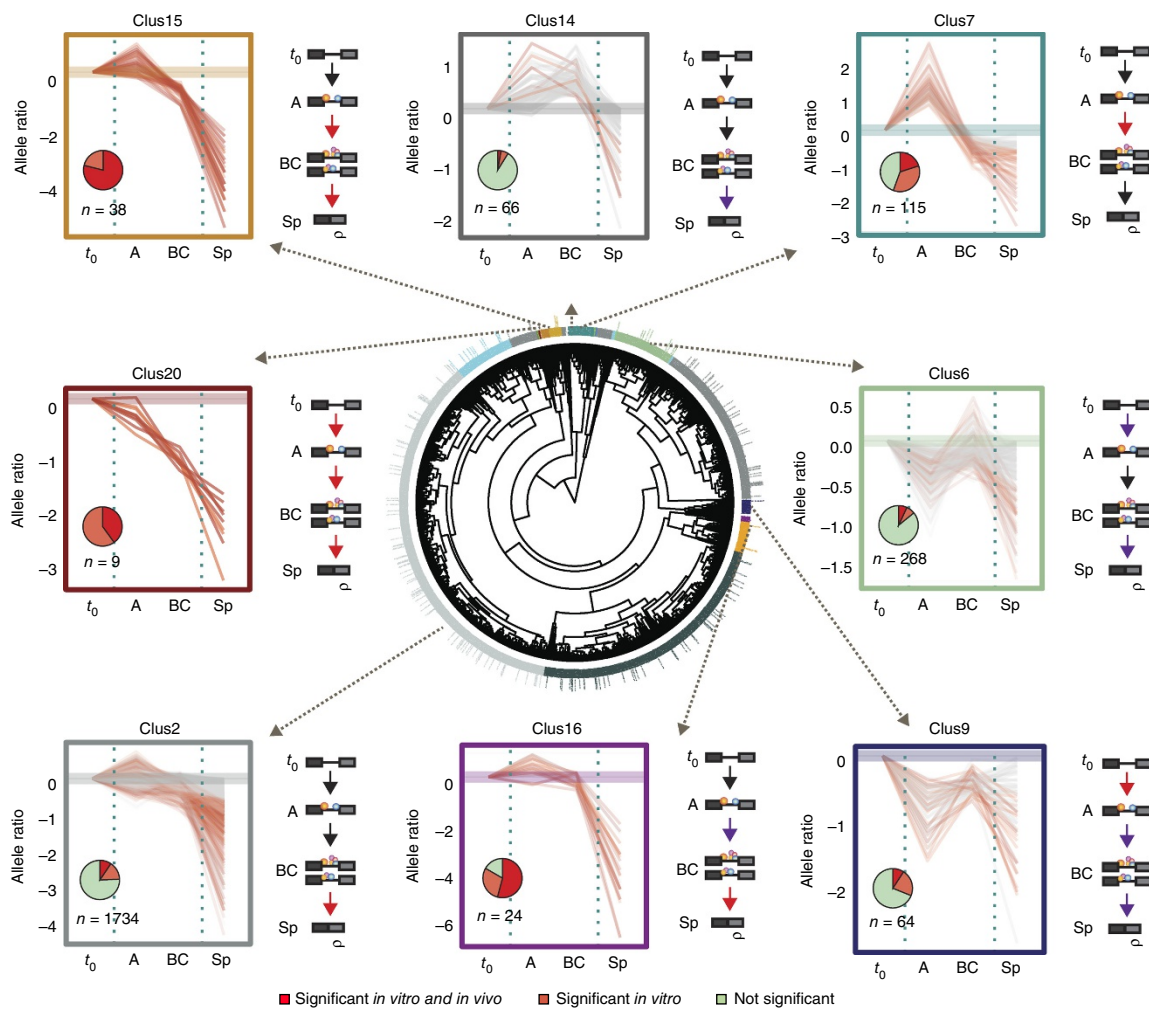 Clus15
Allele ratio
0
−2
−4
n = 38
t0 A BC Sp
t0
A
BC
Sp
ρ
Clus14
Allele ratio
1
0
−1
−2
n = 66
t0 A BC Sp
t0
A
BC
Sp
ρ
Clus7
Allele ratio
2
1
0
−1
−2
−3
n = 115
t0 A BC Sp
t0
A
BC
Sp
ρ
Clus20
Allele ratio
0
−1
−2
−3
n = 9
t0 A BC Sp
t0
A
BC
Sp
ρ
Clus6
Allele ratio
0.5
0.0
−0.5
−1.0
−1.5
n = 268
t0 A BC Sp
t0
A
BC
Sp
ρ
Clus2
Allele ratio
0
−1
−2
−3
−4
n = 1734
t0 A BC Sp
t0
A
BC
Sp
ρ
Clus16
Allele ratio
0
−2
−4
−6
n = 24
t0 A BC Sp
t0
A
BC
Sp
ρ
Clus9
Allele ratio
0
−1
−2
n = 64
t0 A BC Sp
t0
A
BC
Sp
ρ
Significant in vitro and in vivo Significant in vitro Not significant